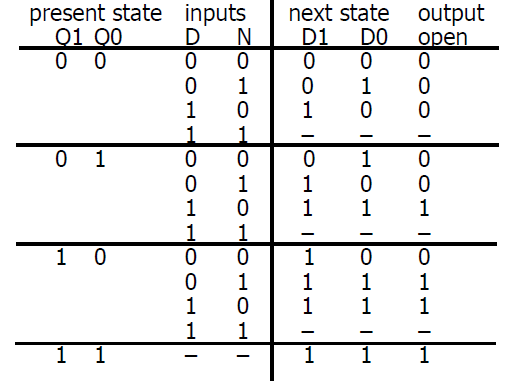 present state inputs next state output
Q1 Q0 D N D1 D0 open
0 0 0 0 0 0 0
0 1 0 1 0
1 0 1 0 0
1 1 – – –
0 1 0 0 0 1 0
0 1 1 0 0
1 0 1 1 1
1 1 – – –
1 0 0 0 1 0 0
0 1 1 1 1
1 0 1 1 1
1 1 – – –
1 1 – – 1 1 1